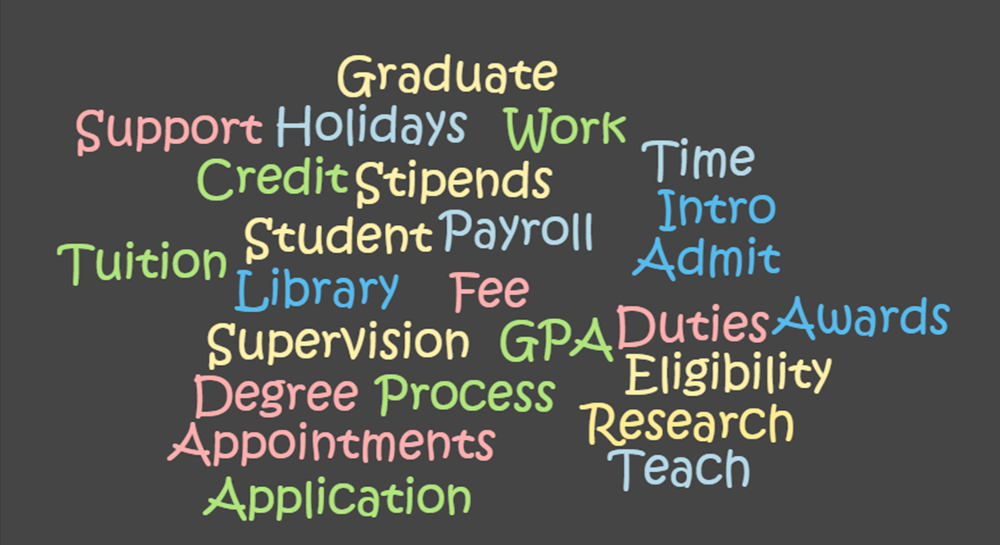 Graduate
Support Holidays Work
Time
Credit Stipends
Intro
Student Payroll
Tuition
Admit
Library Fee
Duties Awards
Supervision GPA
Eligibility
Degree Process
Research
Appointments
Teach
Application